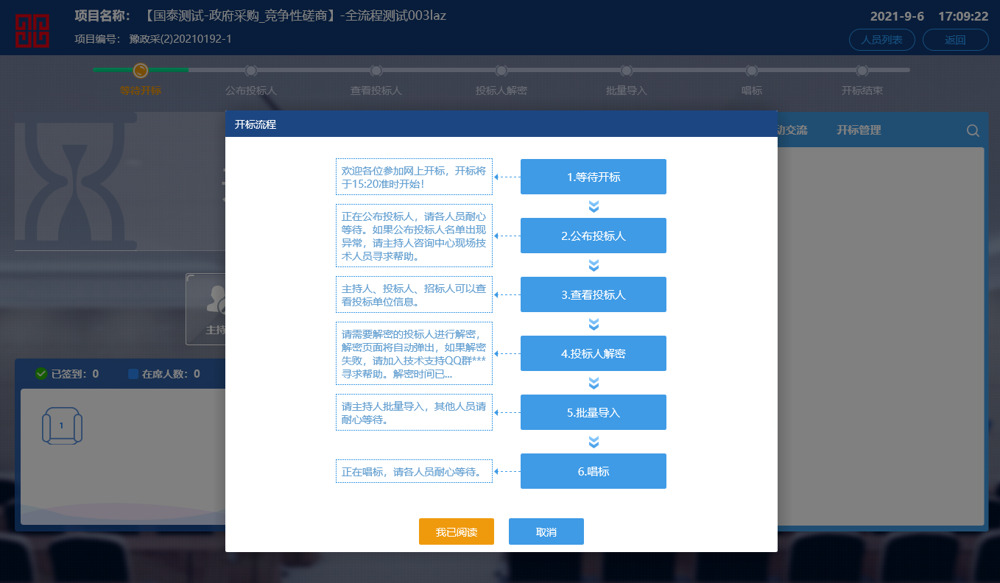 项目名称： 【国泰测试-政府采购_竞争性磋商】-全流程测试003laz
2021-9-6 17:09:22
项目编号： 豫政采(2)20210192-1
人员列表
返回
等待开标
公布投标人
查看投标人
投标人解密
批量导入
唱标
开标结束
动交流
开标管理
开标流程
欢迎各位参加网上开标，开标将
于15:20准时开始！
1.等待开标
正在公布投标人，请各人员耐心
等待。如果公布投标人名单出现
异常，请主持人咨询中心现场技
术人员寻求帮助。
2.公布投标人
主持人、投标人、招标人可以查
看投标单位信息。
3.查看投标人
请需要解密的投标人进行解密，
解密页面将自动弹出，如果解密
失败，请加入技术支持QQ群***
寻求帮助。解密时间已...
4.投标人解密
请主持人批量导入，其他人员请
耐心等待。
5.批量导入
正在唱标，请各人员耐心等待。
6.唱标
我已阅读
取消
主持
已签到：0
在席人数：0
1